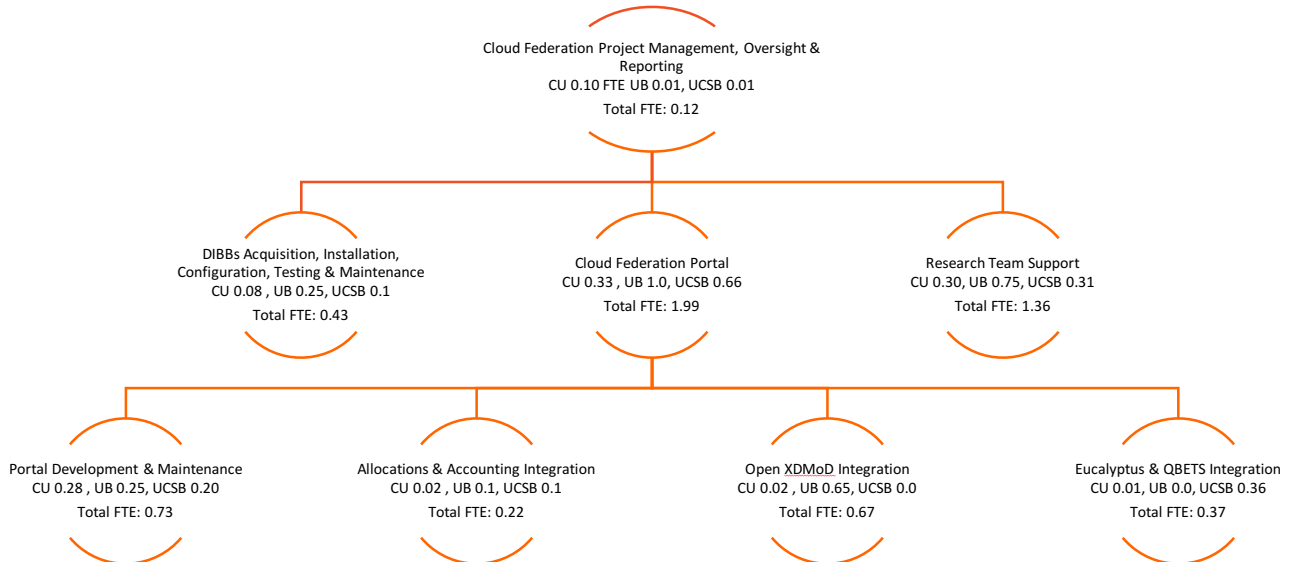 Cloud Federation Project Management, Oversight &
Reporting
CU 0.10 FTE UB 0.01, UCSB 0.01
Total FTE: 0.12
DIBBs Acquisition, Installation,
Configuration, Testing & Maintenance
CU 0.08 , UB 0.25, UCSB 0.1
Total FTE: 0.43
Cloud Federation Portal
CU 0.33 , UB 1.0, UCSB 0.66
Total FTE: 1.99
Research Team Support
CU 0.30, UB 0.75, UCSB 0.31
Total FTE: 1.36
Portal Development & Maintenance
CU 0.28 , UB 0.25, UCSB 0.20
Total FTE: 0.73
Allocations & Accounting Integration
CU 0.02 , UB 0.1, UCSB 0.1
Total FTE: 0.22
Open XDMoD Integration
CU 0.02 , UB 0.65, UCSB 0.0
Total FTE: 0.67
Eucalyptus & QBETS Integration
CU 0.01, UB 0.0, UCSB 0.36
Total FTE: 0.37